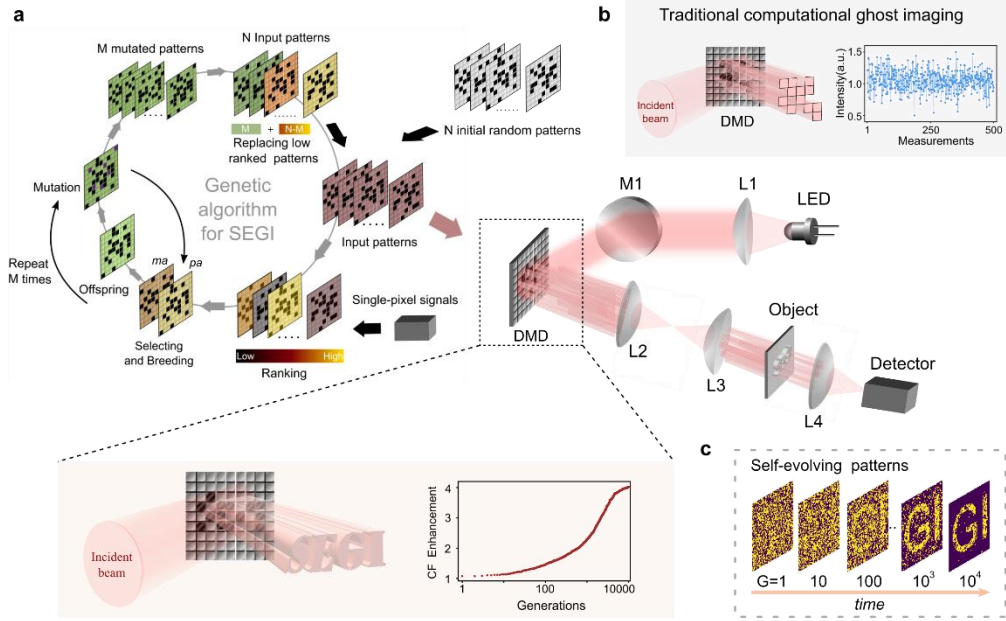 a
M mutated patterns
N Input patterns
M + N-M
Replacing low
ranked patterns
N initial random patterns
Mutation
Genetic
algorithm
for SEGI
Input patterns
Repeat
M times
Offspring
ma
pa
Selecting
and Breeding
Single-pixel signals
Low High
Ranking
b
Traditional computational ghost imaging
Incident
beam
DMD
Intensity(a.u.)
1.5
1.0
0.5
1 250 500
Measurements
M1
L1
LED
DMD
L2
L3
Object
L4
Detector
Incident
beam
SEGI
CF Enhancement
4
3
2
1
1 100 10000
Generations
c
Self-evolving patterns
GI
GI
G=1 10 100 10³ 10⁴
time